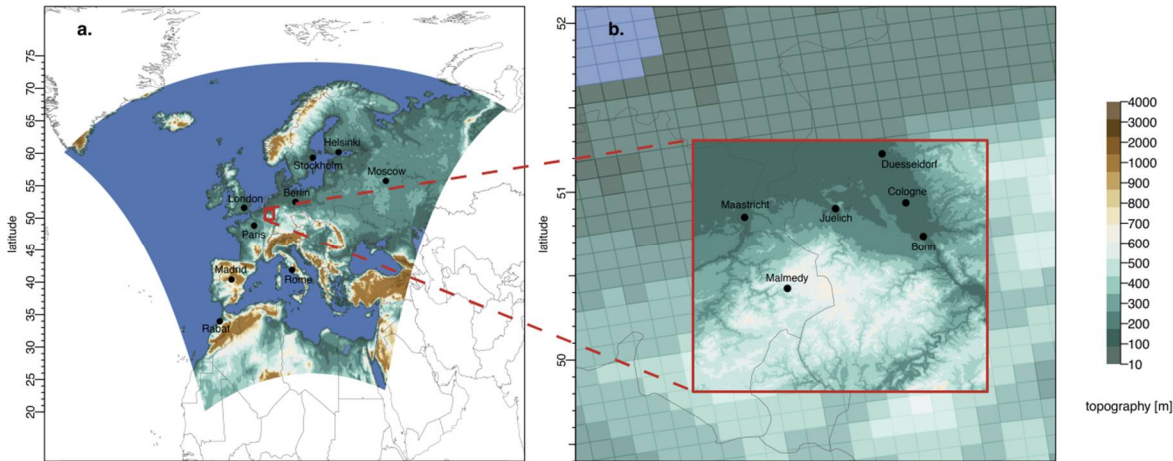 a.
latitude
75
70
65
60
55
50
45
40
35
30
25
20
Helsinki
Stockholm
Moscow
Berlin
London
Paris
Madrid
Rome
Rabat
b.
latitude
52
51
50
Duesseldorf
Cologne
Maastricht
Juelich
Bonn
Malmedy
4000
3000
2000
1000
900
800
700
600
500
400
300
200
100
10
topography [m]